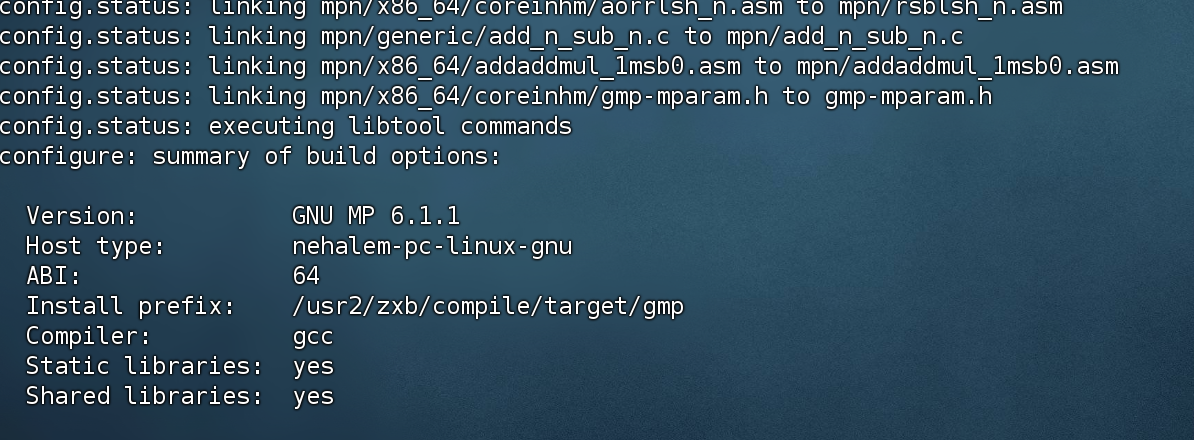 config.status: linking mpn/x86_64/coreinhm/aorrlsh_n.asm to mpn/rsblsh_n.asm
config.status: linking mpn/generic/add_n_sub_n.c to mpn/add_n_sub_n.c
config.status: linking mpn/x86_64/addaddmul_1msb0.asm to mpn/addaddmul_1msb0.asm
config.status: linking mpn/x86_64/coreinhm/gmp-mparam.h to gmp-mparam.h
config.status: executing libtool commands
configure: summary of build options:
Version: GNU MP 6.1.1
Host type: nehalem-pc-linux-gnu
ABI: 64
Install prefix: /usr2/zxb/compile/target/gmp
Compiler: gcc
Static libraries: yes
Shared libraries: yes